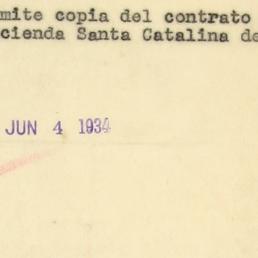 mite copia del contrato
cienda Santa Catalina de
JUN 4 1934